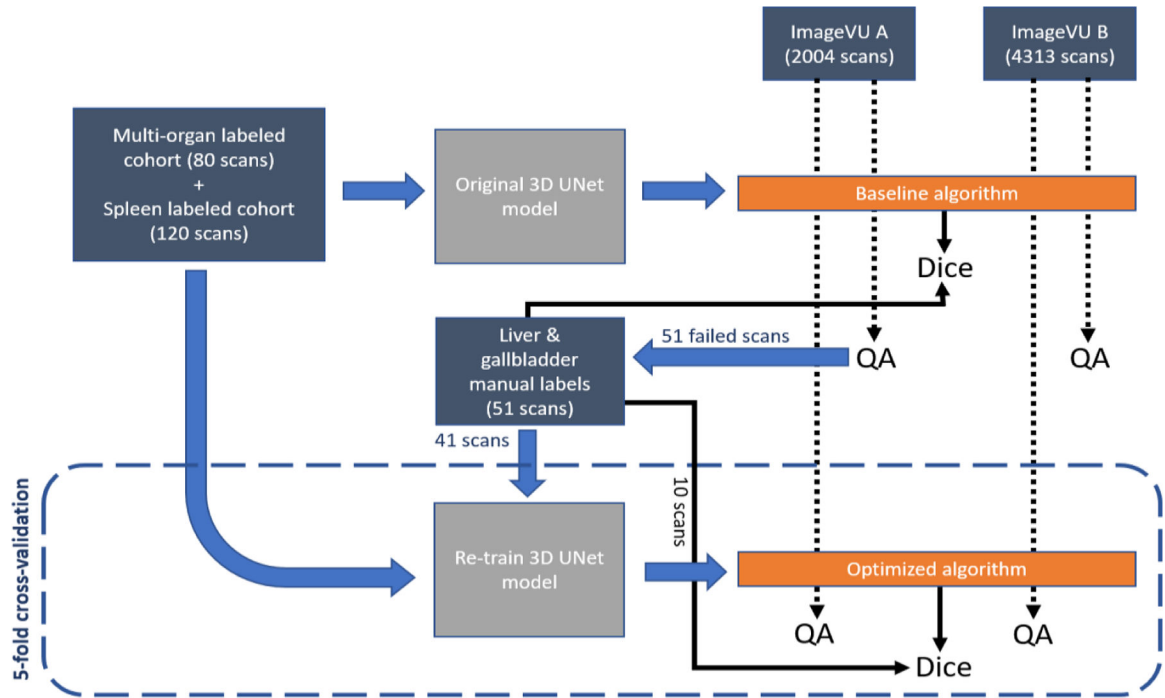 ImageVU A
(2004 scans)
ImageVU B
(4313 scans)
Multi-organ labeled
cohort (80 scans)
+
Spleen labeled cohort
(120 scans)
Original 3D UNet
model
Baseline algorithm
Dice
Liver &
gallbladder
manual labels
(51 scans)
51 failed scans
QA
QA
41 scans
10 scans
5-fold cross-validation
Re-train 3D UNet
model
Optimized algorithm
QA
QA
Dice